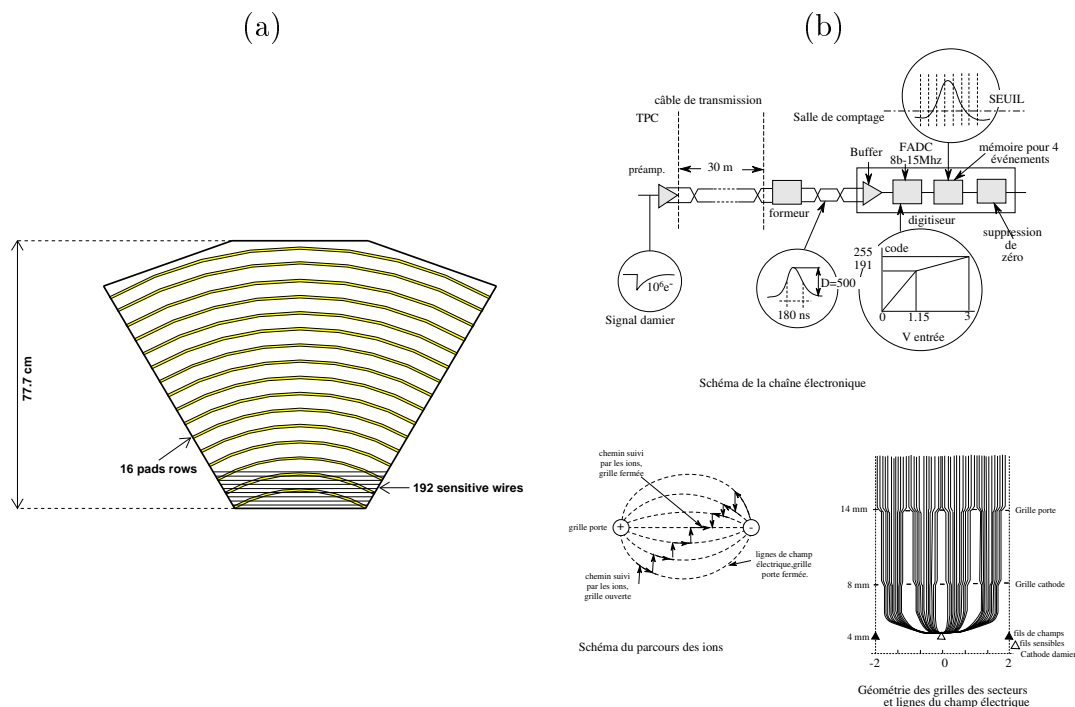 (a)
(b)
77.7 cm
16 pads rows
192 sensitive wires
câble de transmission
TPC
Salle de comptage
SEUIL
préamp.
30 m
formeur
Buffer
FADC
8b-15Mhz
mémoire pour 4
événements
digitiseur
suppression
de
zéro
10⁶e⁻
Signal damier
D=500
180 ns
255
191
code
0
1.15
3
V entrée
Schéma de la chaîne électronique
chemin suivi
par les ions,
grille fermée
grille porte
+
-
chemin suivi
par les ions,
grille ouverte
lignes de champ
électrique,grille
porte fermée.
Schéma du parcours des ions
14 mm
Grille porte
8 mm
Grille cathode
4 mm
fils de champs
fils sensibles
Cathode damier
-2
0
2
Géométrie des grilles des secteurs
et lignes du champ électrique